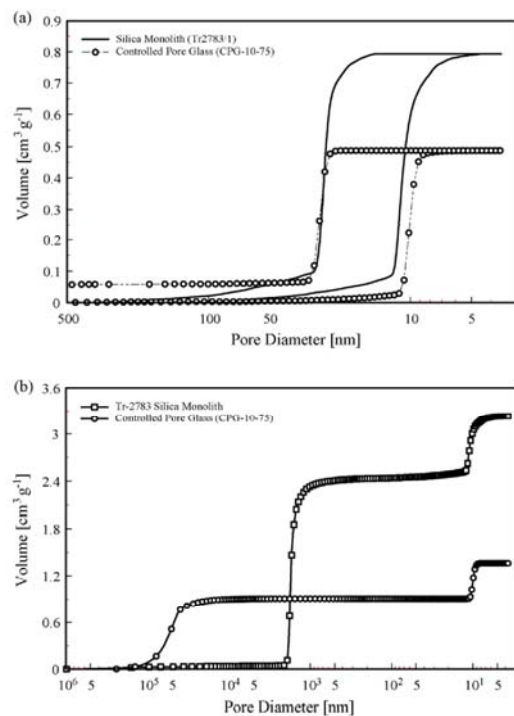 (a)
0.9
0.8
0.7
0.6
0.5
0.4
0.3
0.2
0.1
0
Volume [cm³ g⁻¹]
Silica Monolith (Tr2783/1)
Controlled Pore Glass (CPG-10-75)
500 100 50 10 5
Pore Diameter [nm]
(b)
3.6
3
2.4
1.8
1.2
0.6
0
Volume [cm³ g⁻¹]
Tr-2783 Silica Monolith
Controlled Pore Glass (CPG-10-75)
10⁶ 5 10⁵ 5 10⁴ 5 10³ 5 10² 5 10¹ 5
Pore Diameter [nm]